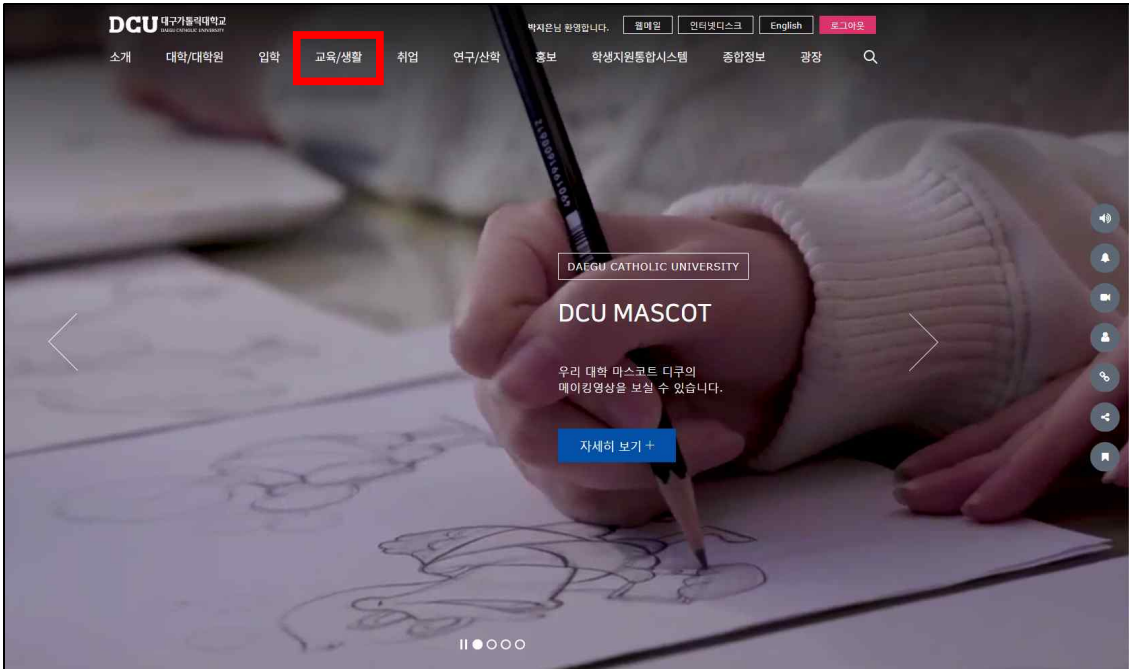 DCU 대구가톨릭대학교
DAEGU CATHOLIC UNIVERSITY
박지은님 환영합니다. 웹메일 인터넷디스크 English 로그아웃
소개 대학/대학원 입학 교육/생활 취업 연구/산학 홍보 학생지원통합시스템 종합정보 광장
DAEGU CATHOLIC UNIVERSITY
DCU MASCOT
우리 대학 마스코트 디쿠의
메이킹영상을 보실 수 있습니다.
자세히 보기 +